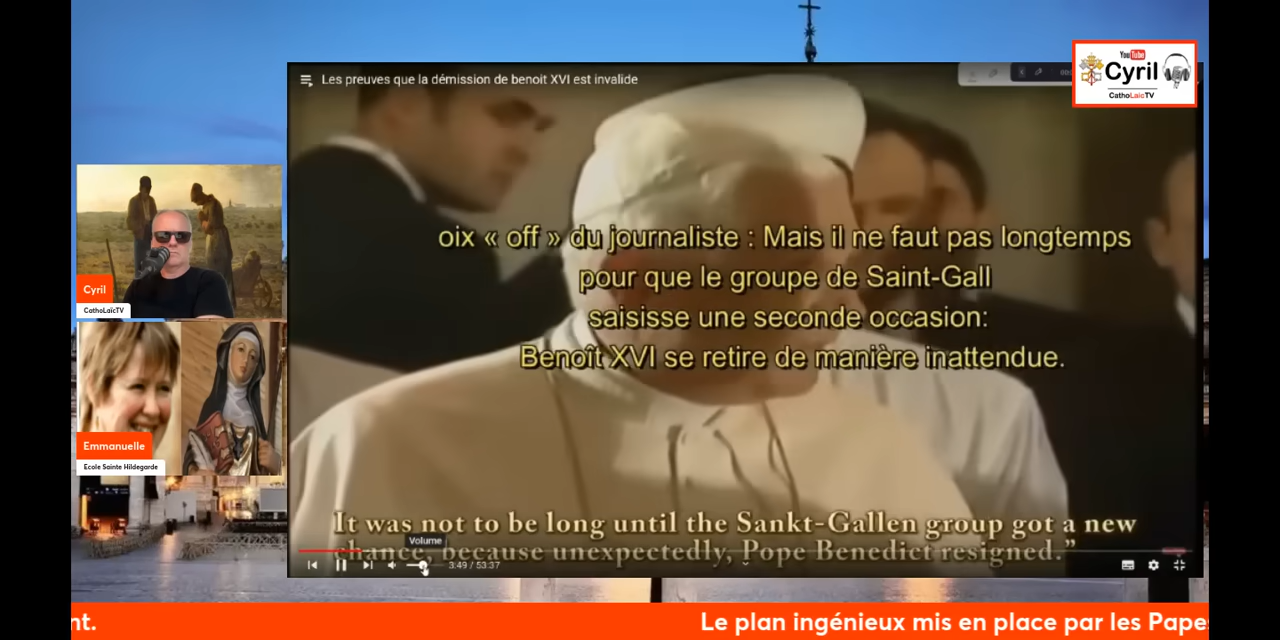 Les preuves que la démission de benoit XVI est invalide
YouTube
Cyril
CathoLaïcTV
oix « off » du journaliste : Mais il ne faut pas longtemps
pour que le groupe de Saint-Gall
saisisse une seconde occasion:
Benoît XVI se retire de manière inattendue.
Cyril
CathoLaïcTV
Emmanuelle
Ecole Sainte Hildegarde
It was not to be long until the Sankt-Gallen group got a new
chance, because unexpectedly, Pope Benedict resigned.”
Volume
3:49 / 53:37
nt.
Le plan ingénieux mis en place par les Papes